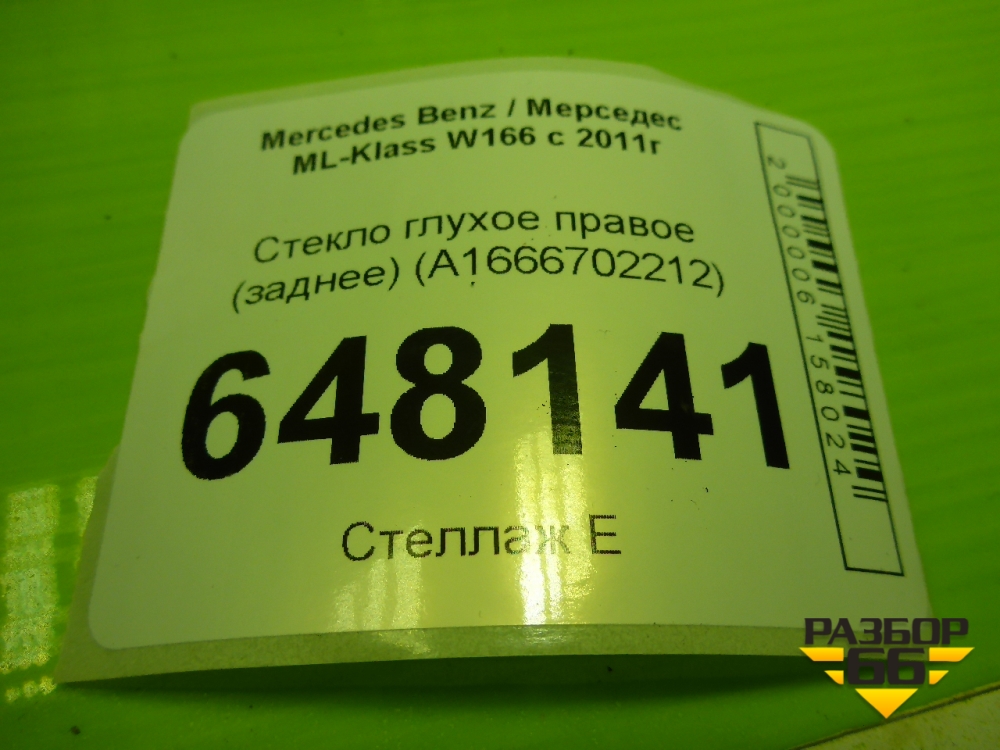 Mercedes Benz / Мерседес
ML-Klass W166 с 2011г
Стекло глухое правое
(заднее) (A1666702212)
648141
Стеллаж Е
2000006158024
РАЗБОР
66